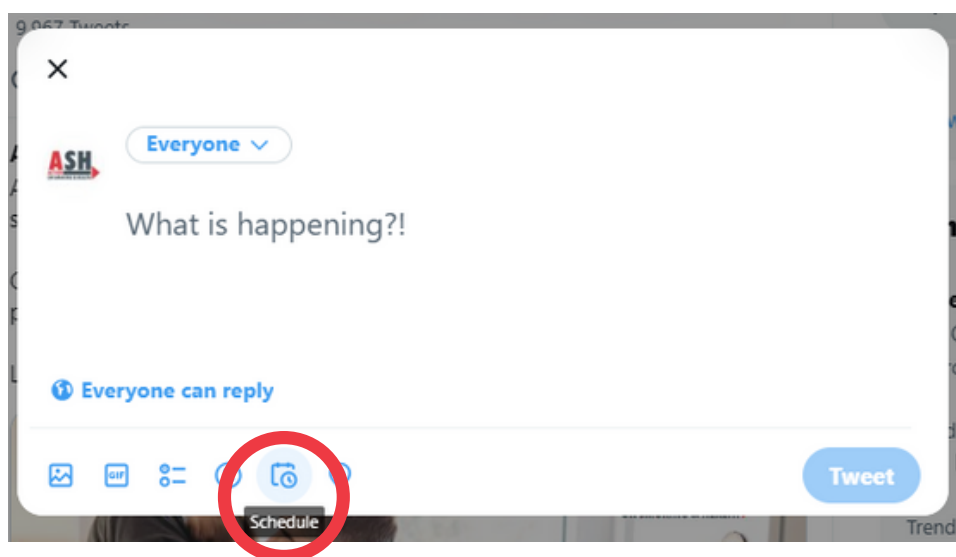 9,967 Tweets
Everyone
ASH
What is happening?!
Everyone can reply
GIF
Tweet
Schedule
Trend